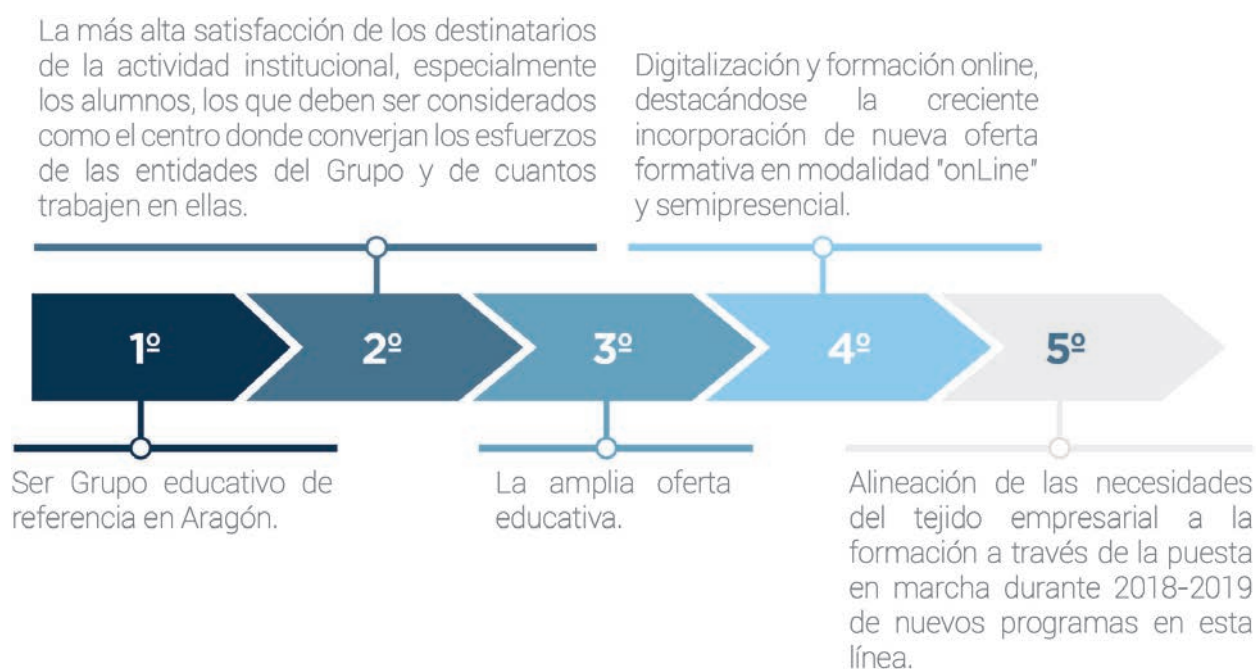 La más alta satisfacción de los destinatarios
de la actividad institucional, especialmente
los alumnos, los que deben ser considerados
como el centro donde converjan los esfuerzos
de las entidades del Grupo y de cuantos
trabajen en ellas.
Digitalización y formación online,
destacándose la creciente
incorporación de nueva oferta
formativa en modalidad "onLine"
y semipresencial.
1º
2º
3º
4º
5º
Ser Grupo educativo de
referencia en Aragón.
La amplia oferta
educativa.
Alineación de las necesidades
del tejido empresarial a la
formación a través de la puesta
en marcha durante 2018-2019
de nuevos programas en esta
línea.